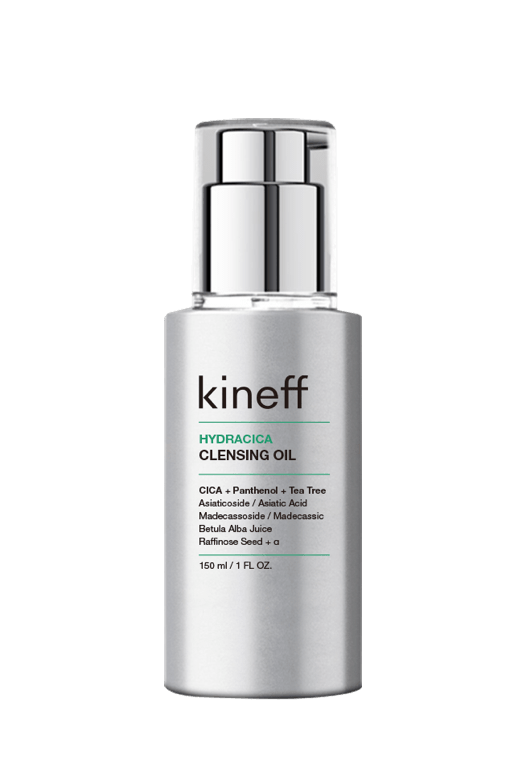 kineff
HYDRACICA
CLENSING OIL
CICA + Panthenol + Tea Tree
Asiaticoside / Asiatic Acid
Madecassoside / Madecassic
Betula Alba Juice
Raffinose Seed + α
150 ml / 1 FL OZ.